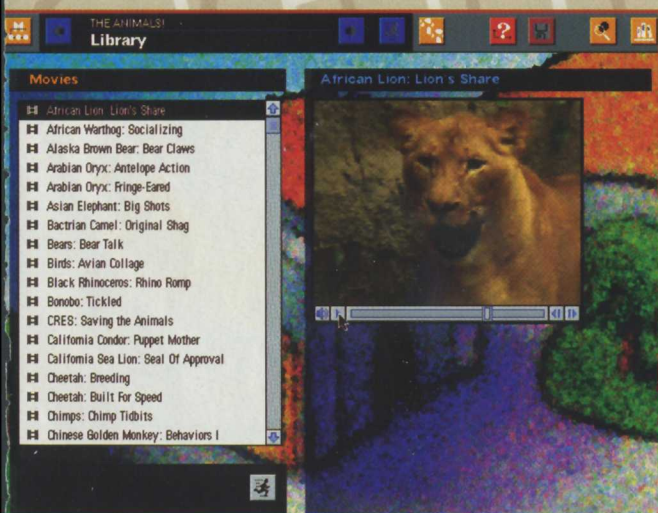 THE ANIMALS!
Library
Movies
African Lion: Lion's Share
African Warthog: Socializing
Alaska Brown Bear: Bear Claws
Arabian Oryx: Antelope Action
Arabian Oryx: Fringe-Eared
Asian Elephant: Big Shots
Bactrian Camel: Original Shag
Bears: Bear Talk
Birds: Avian Collage
Black Rhinoceros: Rhino Romp
Bonobo: Tickled
CRES: Saving the Animals
California Condor: Puppet Mother
California Sea Lion: Seal Of Approval
Cheetah: Breeding
Cheetah: Built For Speed
Chimps: Chimp Tidbits
Chinese Golden Monkey: Behaviors I
African Lion: Lion's Share
?